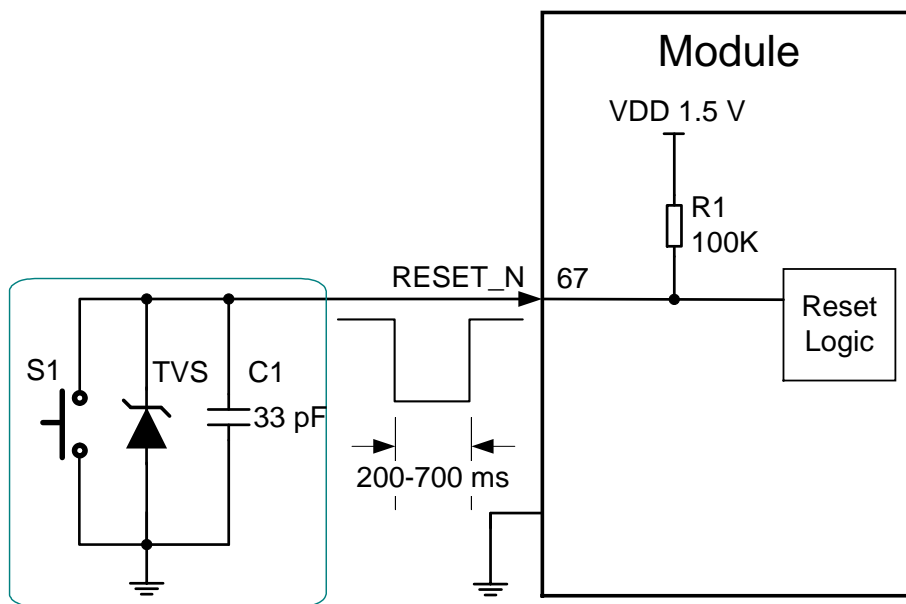 Module
VDD 1.5 V
R1
100K
RESET_N
67
Reset
Logic
S1
TVS
C1
33 pF
200-700 ms